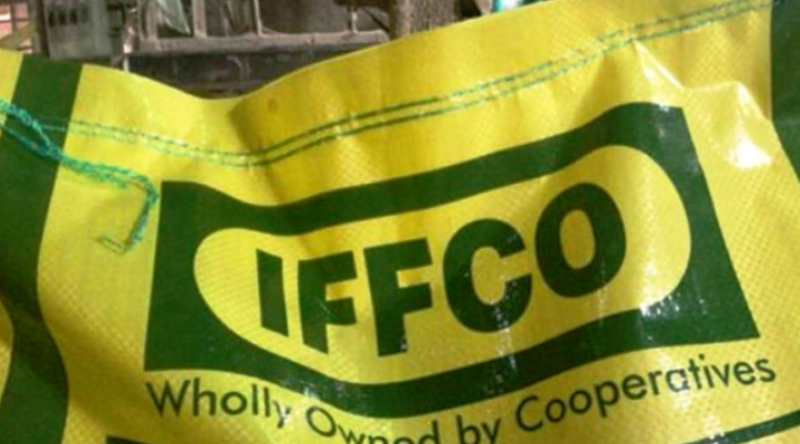 IFFCO
Wholly Owned by Cooperatives